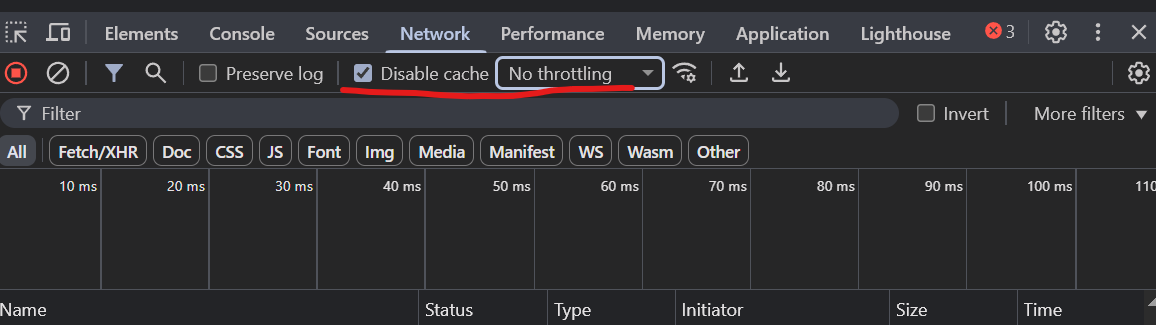 Elements Console Sources Network Performance Memory Application Lighthouse 3
Preserve log Disable cache No throttling
Filter Invert More filters
All Fetch/XHR Doc CSS JS Font Img Media Manifest WS Wasm Other
10 ms 20 ms 30 ms 40 ms 50 ms 60 ms 70 ms 80 ms 90 ms 100 ms 110
Name Status Type Initiator Size Time